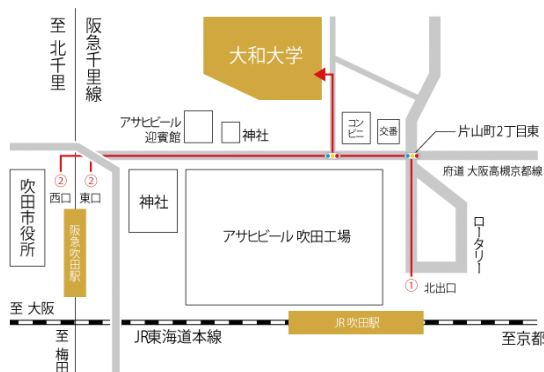 至 北千里
阪急千里線
大和大学
アサヒビール
迎賓館
神社
コン
ビニ
交番
片山町2丁目東
府道 大阪高槻京都線
②
②
西口
東口
吹田市役所
神社
アサヒビール 吹田工場
ロータリー
阪急吹田駅
①
北出口
至 大阪
JR吹田駅
至 梅田
JR東海道本線
至京都